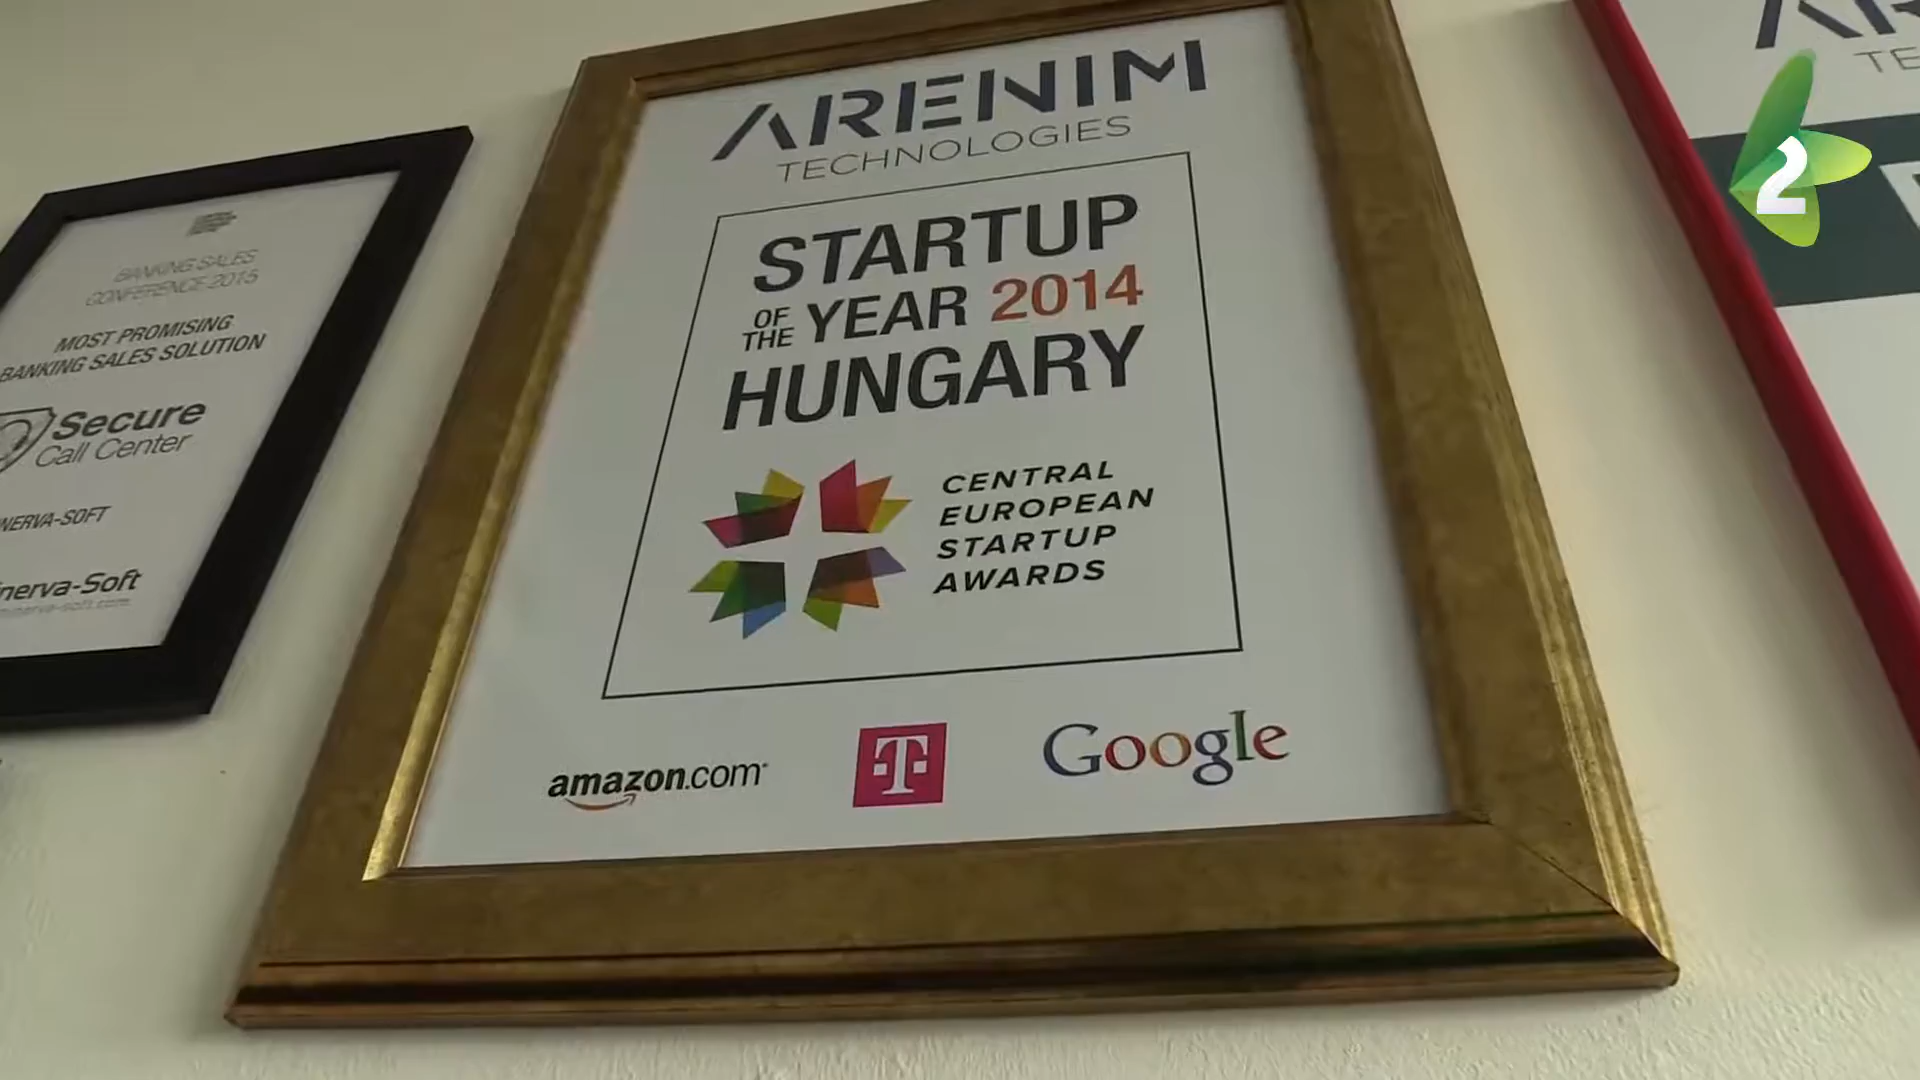 BANKING SALES
CONFERENCE 2015
MOST PROMISING
BANKING SALES SOLUTION
Secure
Call Center
NERVA-SOFT
nerva-Soft
ARENIM
TECHNOLOGIES
STARTUP
OF THE YEAR 2014
HUNGARY
CENTRAL
EUROPEAN
STARTUP
AWARDS
amazon.com
T
Google
2